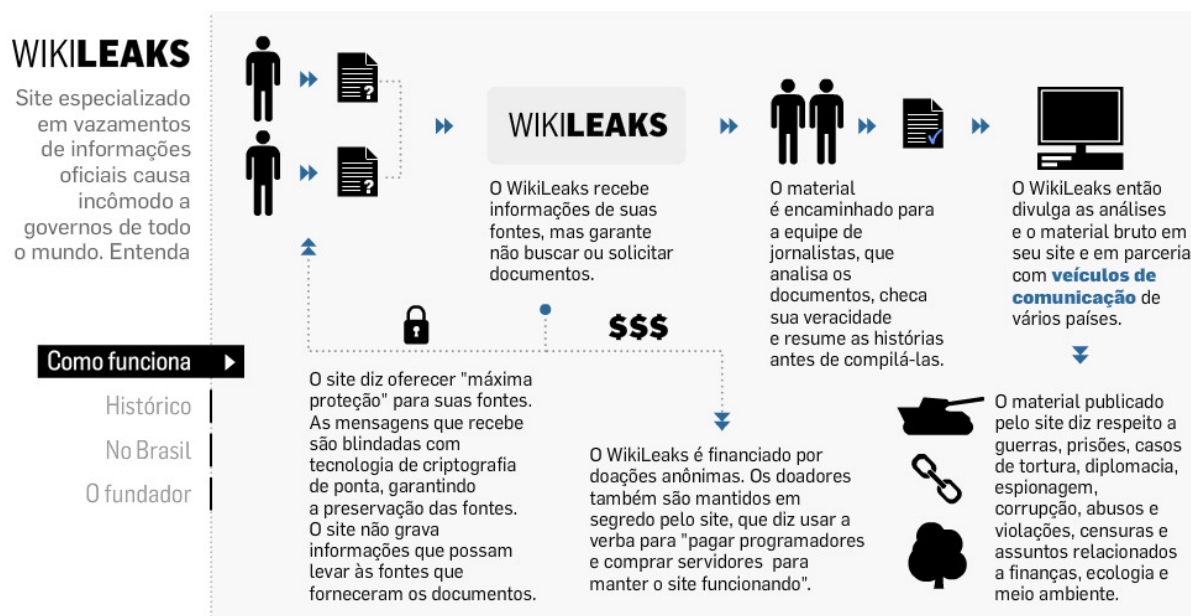 WIKILEAKS
Site especializado
em vazamentos
de informações
oficiais causa
incômodo a
governos de todo
o mundo. Entenda
Como funciona
Histórico
No Brasil
O fundador
?
?
WIKILEAKS
O WikiLeaks recebe
informações de suas
fontes, mas garante
não buscar ou solicitar
documentos.
O material
é encaminhado para
a equipe de
jornalistas, que
analisa os
documentos, checa
sua veracidade
e resume as histórias
antes de compilá-las.
O WikiLeaks então
divulga as análises
e o material bruto em
seu site e em parceria
com veículos de
comunicação de
vários países.
$$$
O site diz oferecer "máxima
proteção" para suas fontes.
As mensagens que recebe
são blindadas com
tecnologia de criptografia
de ponta, garantindo
a preservação das fontes.
O site não grava
informações que possam
levar às fontes que
forneceram os documentos.
O WikiLeaks é financiado por
doações anônimas. Os doadores
também são mantidos em
segredo pelo site, que diz usar a
verba para "pagar programadores
e comprar servidores para
manter o site funcionando".
O material publicado
pelo site diz respeito a
guerras, prisões, casos
de tortura, diplomacia,
espionagem,
corrupção, abusos e
violações, censuras e
assuntos relacionados
a finanças, ecologia e
meio ambiente.